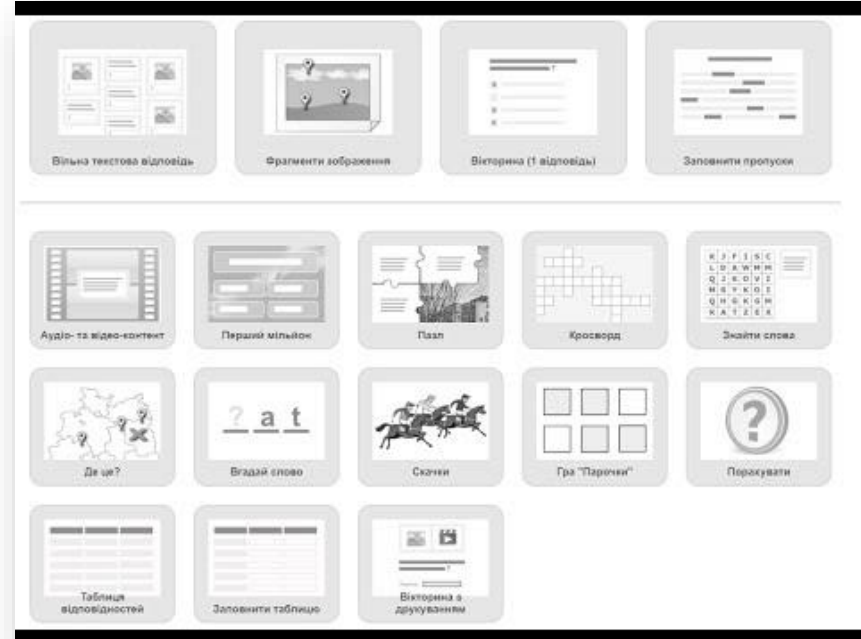 Вільна текстова відповідь
Фрагменти зображення
Вікторина (1 відповідь)
Заповнити пропуски
Аудіо- та відео-контент
Перший мільйон
Пазл
Кросворд
K J F I S C
L D A W M M
Q J K O V I
M G Y K O I
Q H G K G M
K A T Z E X
Знайти слова
Де це?
? a t
Вгадай слово
Скачки
Гра "Парочки"
?
Порахувати
Таблиця
відповідностей
Заповнити таблицю
Вікторина з
друкуванням